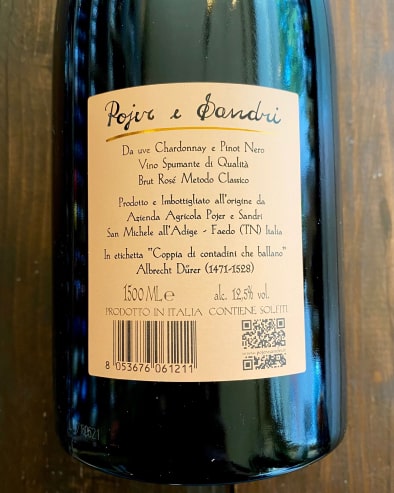 Pojer e Sandri
Da uve Chardonnay e Pinot Nero
Vino Spumante di Qualità
Brut Rosé Metodo Classico
Prodotto e Imbottigliato all'origine da
Azienda Agricola Pojer e Sandri
San Michele all'Adige - Faedo (TN) Italia
In etichetta "Coppia di contadini che ballano"
Albrecht Dürer (1471-1528)
1500 ML e alc. 12,5% vol.
PRODOTTO IN ITALIA CONTIENE SOLFITI
8 053676 061211